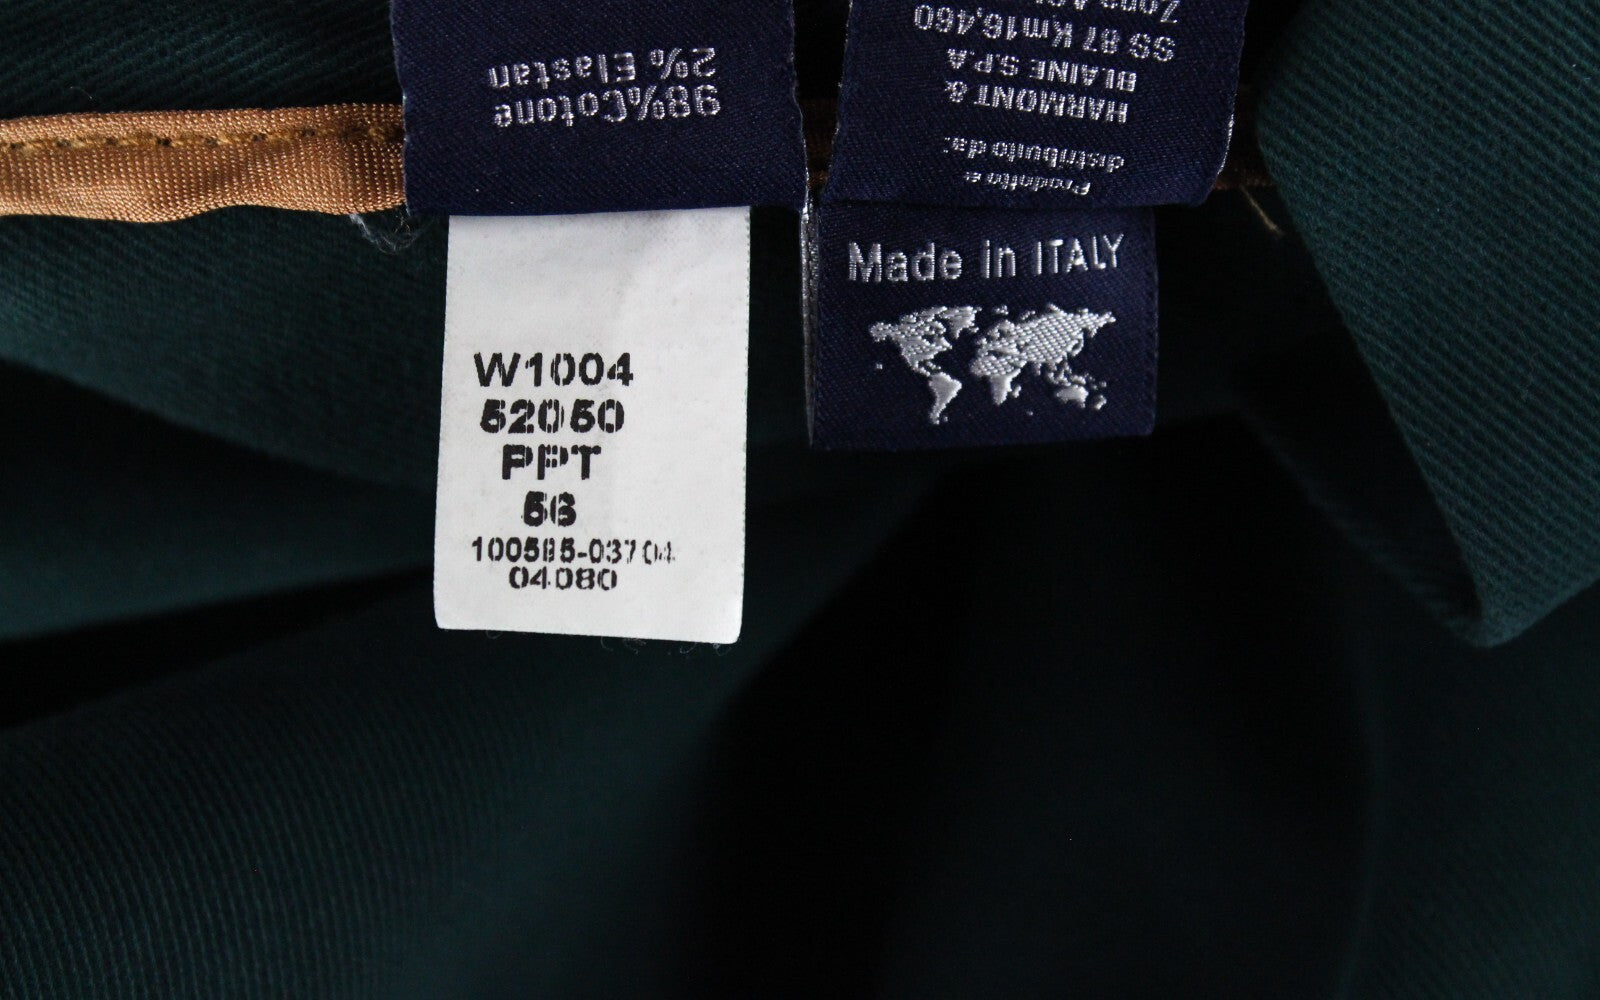 98%Cotone
2% Elastan
Prodotto e
distribuito da:
HARMONT &
BLAINE S.P.A
SS 87 Km16,460
Zona
Made in ITALY
W1004
52050
PPT
56
100585-03704
04080